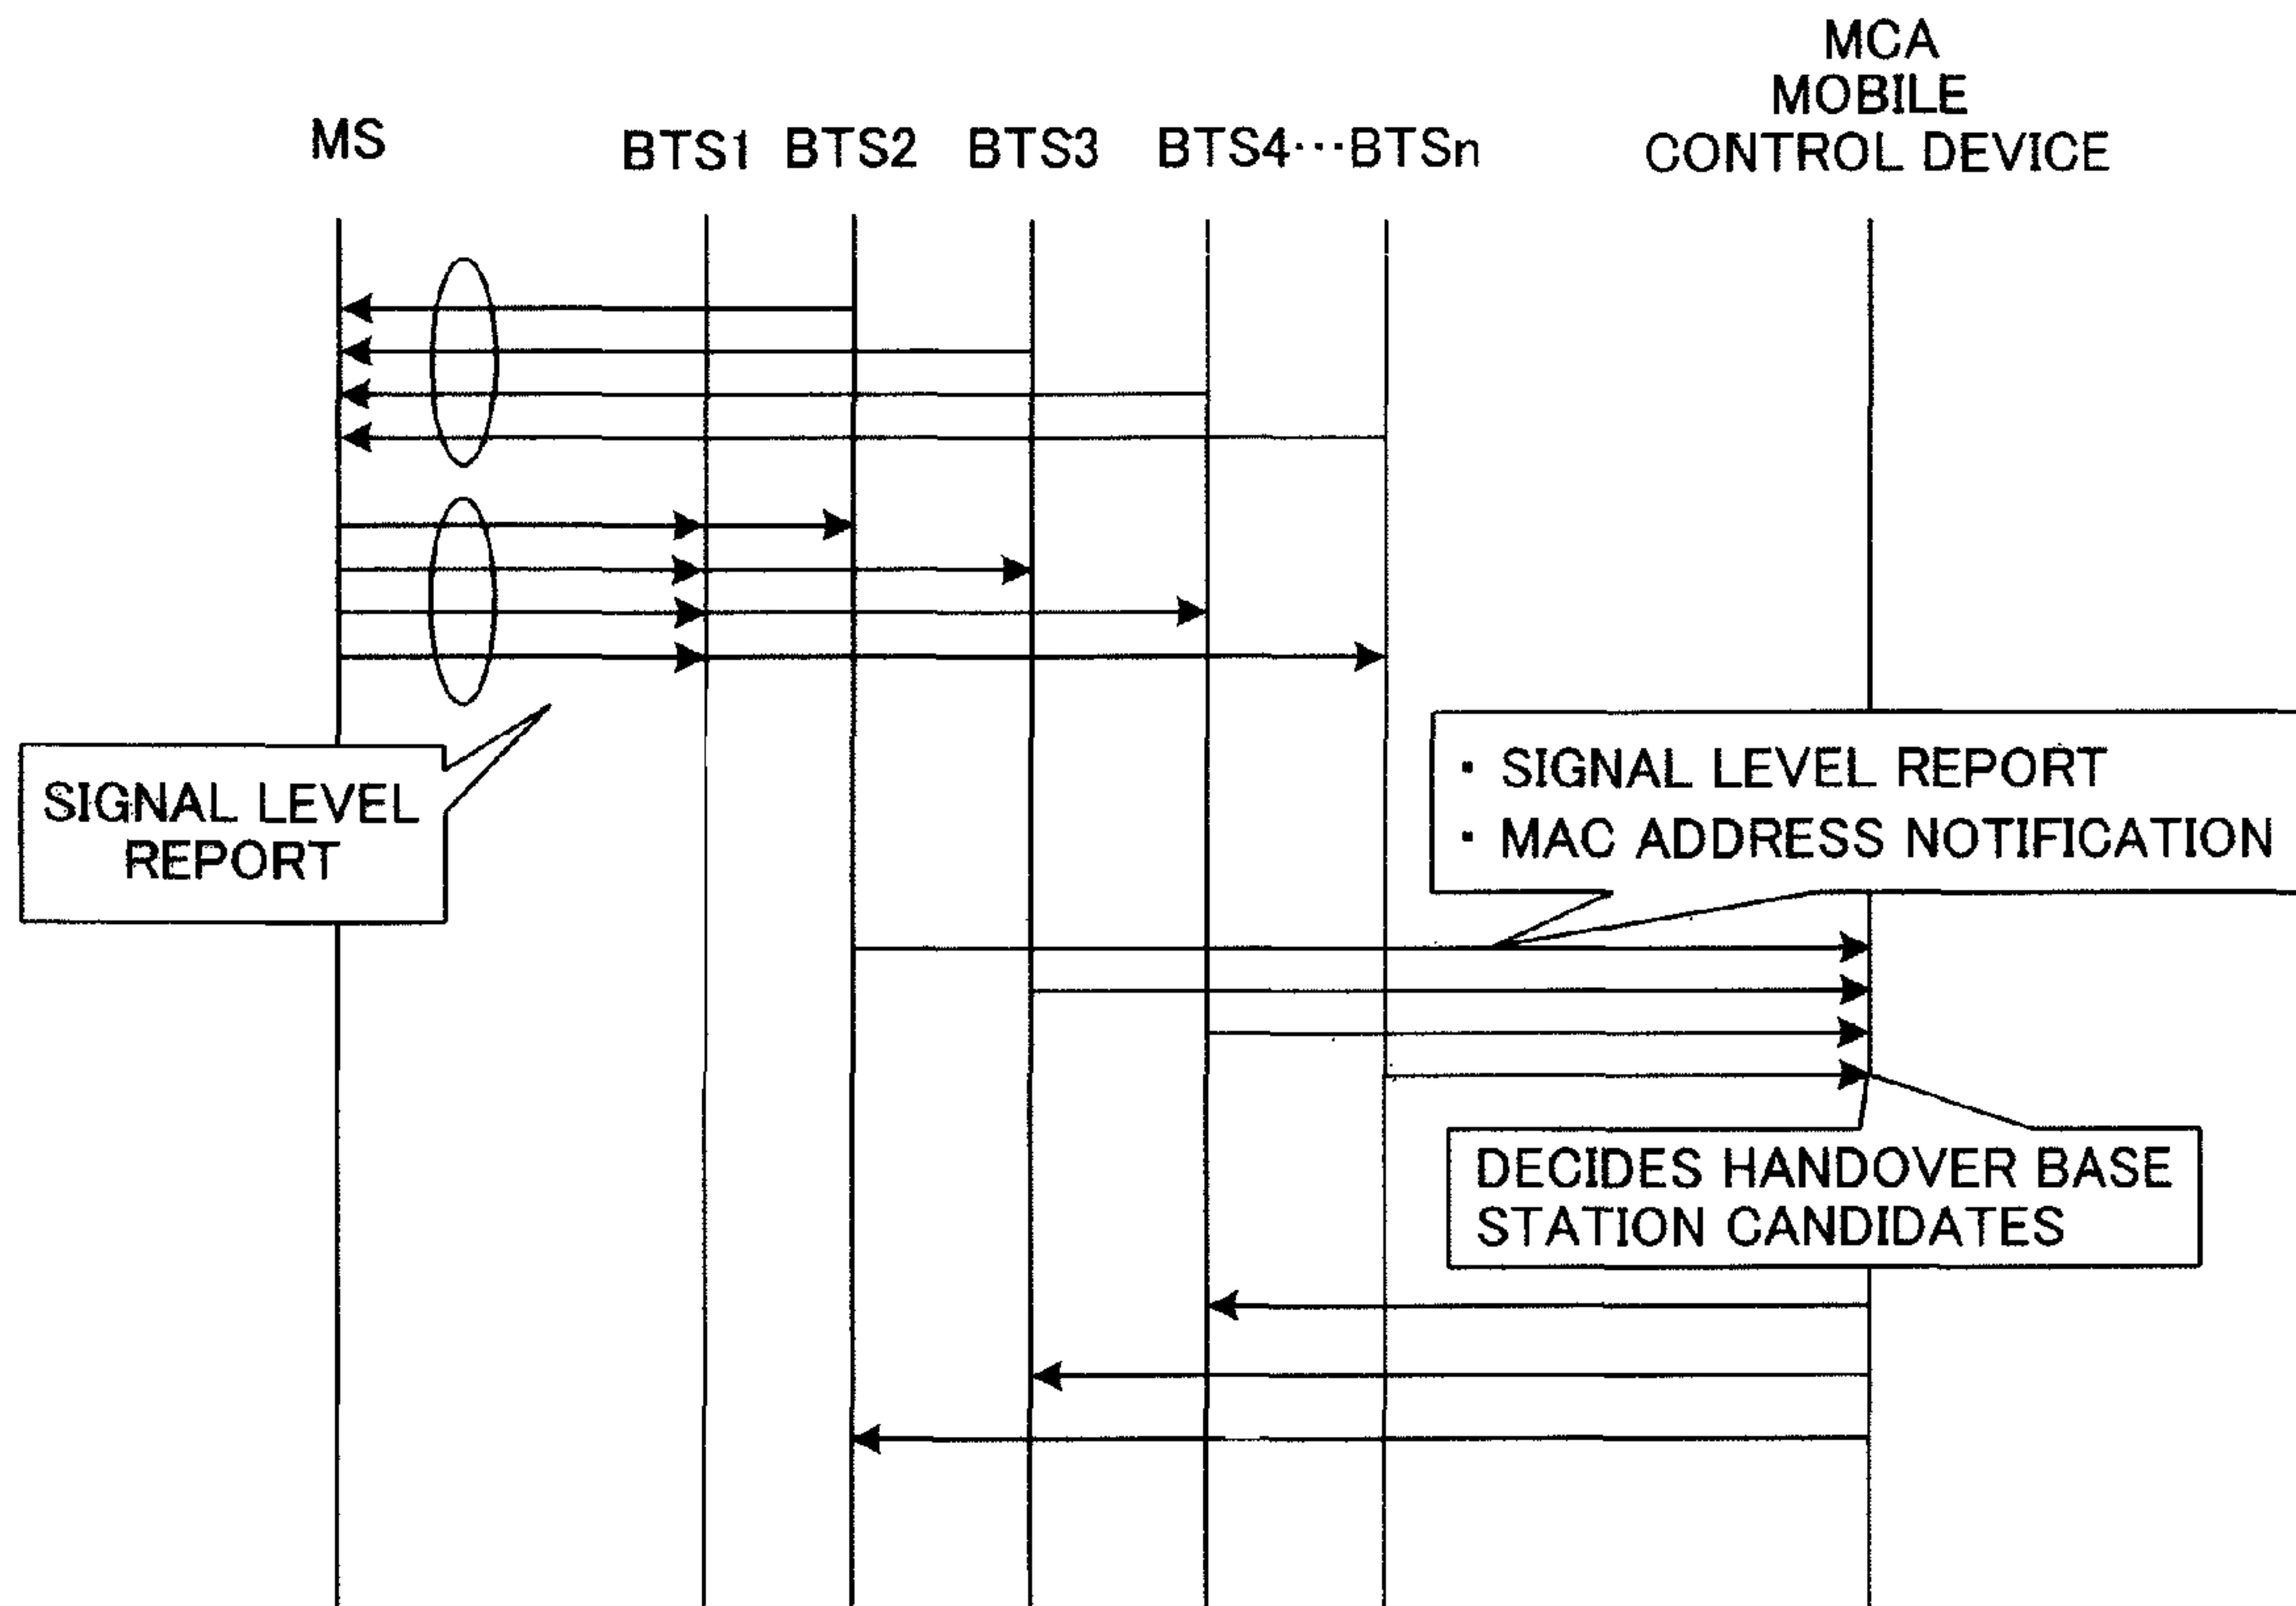 MCA
MOBILE
CONTROL DEVICE
MS
BTS1
BTS2
BTS3
BTS4···BTSn
SIGNAL LEVEL
REPORT
・ SIGNAL LEVEL REPORT
・ MAC ADDRESS NOTIFICATION
DECIDES HANDOVER BASE
STATION CANDIDATES